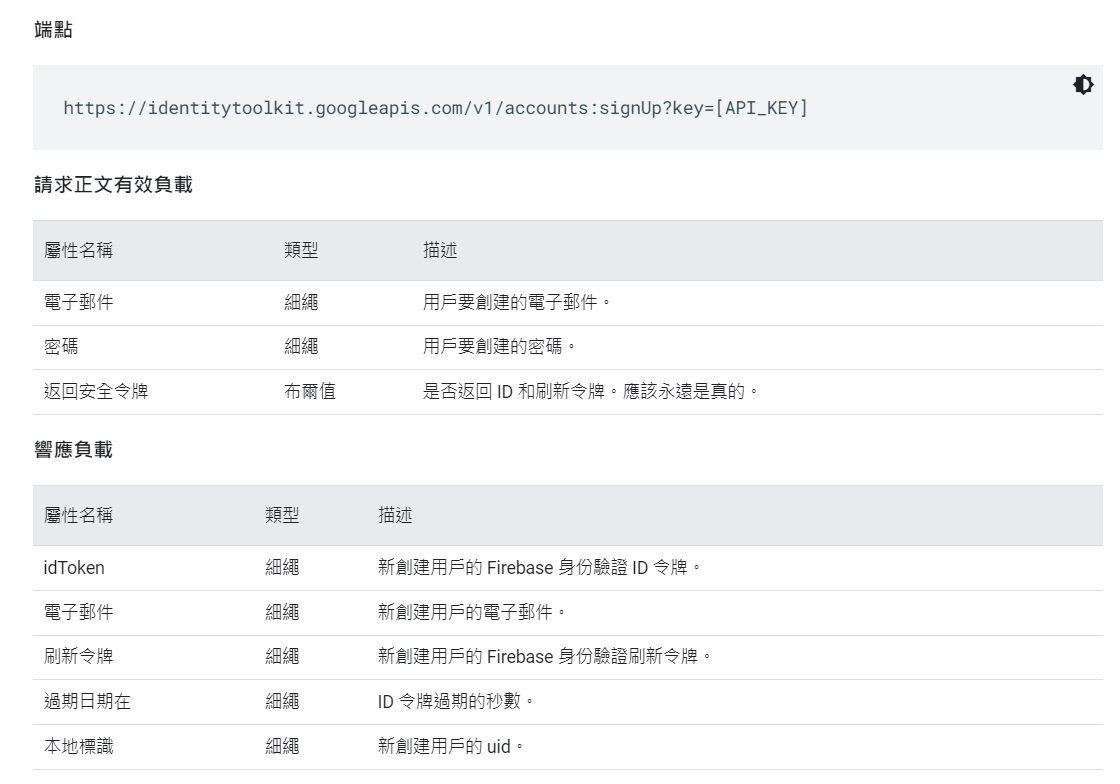 端點
https://identitytoolkit.googleapis.com/v1/accounts:signUp?key=[API_KEY]
請求正文有效負載
屬性名稱 類型 描述
電子郵件 細繩 用戶要創建的電子郵件。
密碼 細繩 用戶要創建的密碼。
返回安全令牌 布爾值 是否返回 ID 和刷新令牌。應該永遠是真的。
響應負載
屬性名稱 類型 描述
idToken 細繩 新創建用戶的 Firebase 身份驗證 ID 令牌。
電子郵件 細繩 新創建用戶的電子郵件。
刷新令牌 細繩 新創建用戶的 Firebase 身份驗證刷新令牌。
過期日期在 細繩 ID 令牌過期的秒數。
本地標識 細繩 新創建用戶的 uid。